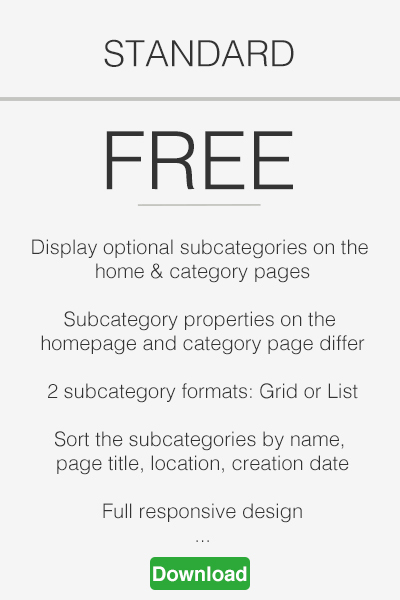 STANDARD
FREE
Display optional subcategories on the
home & category pages
Subcategory properties on the
homepage and category page differ
2 subcategory formats: Grid or List
Sort the subcategories by name,
page title, location, creation date
Full responsive design
...
Download